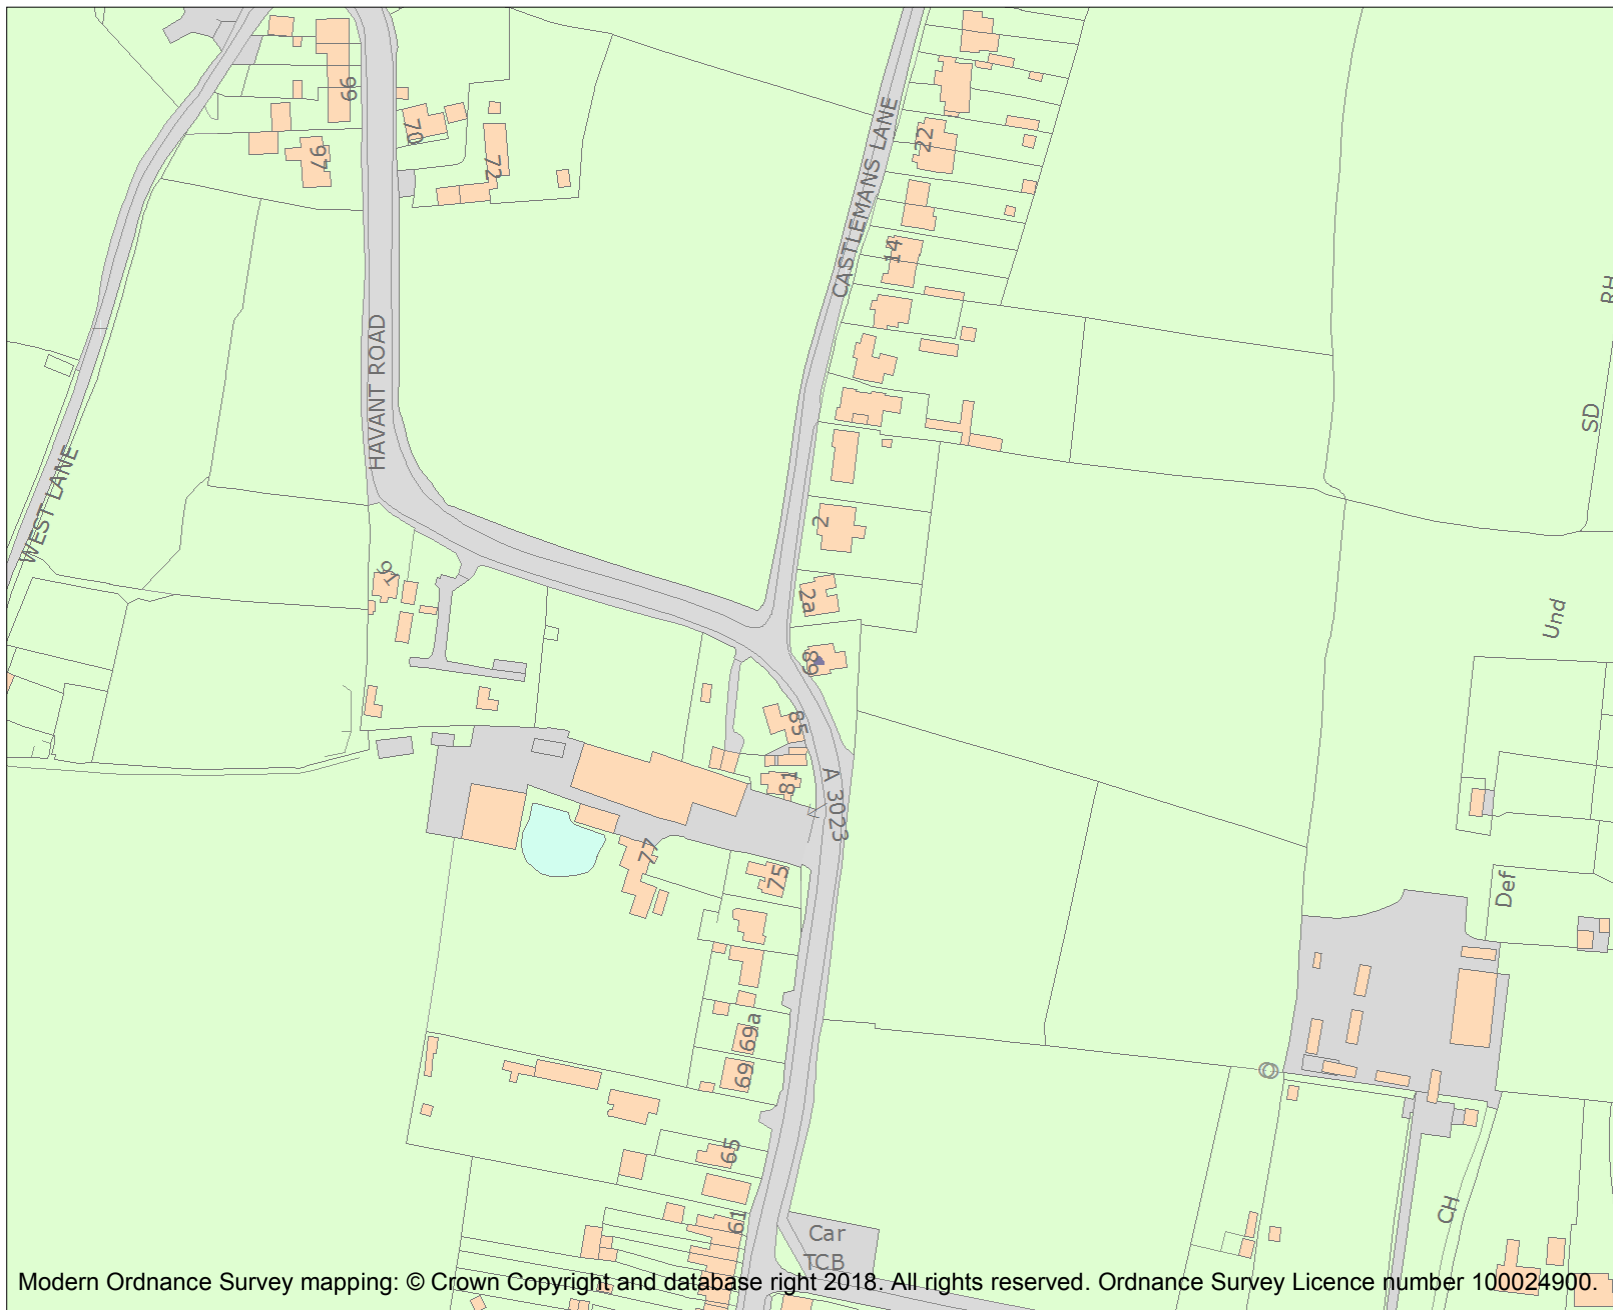 99
70
97
72
22
CASTLEMANS LANE
14
HAVANT ROAD
RH
SD
WEST LANE
2
91
2a
Und
89
85
81
A 3023
77
75
Def
69a
69
65
61
CH
Car
TCB
Modern Ordnance Survey mapping: © Crown Copyright and database right 2018. All rights reserved. Ordnance Survey Licence number 100024900.